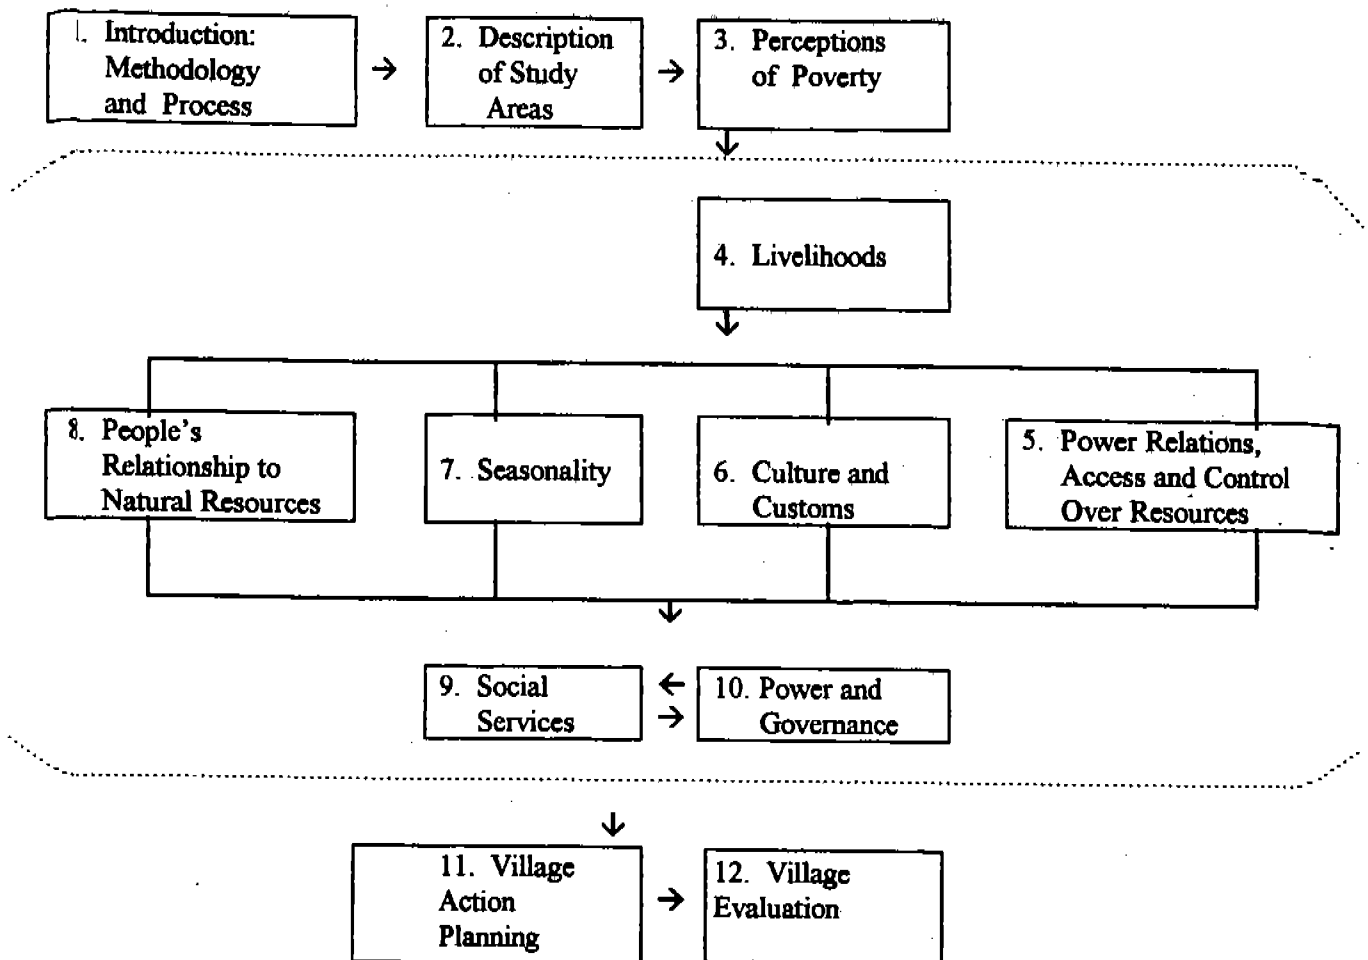 1. Introduction:
Methodology
and Process
2. Description
of Study
Areas
3. Perceptions
of Poverty
4. Livelihoods
8. People's
Relationship to
Natural Resources
7. Seasonality
6. Culture and
Customs
5. Power Relations,
Access and Control
Over Resources
9. Social
Services
10. Power and
Governance
11. Village
Action
Planning
12. Village
Evaluation